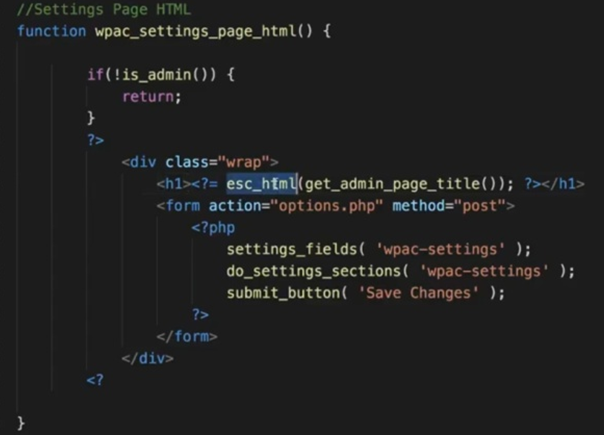 //Settings Page HTML
function wpac_settings_page_html() {
if(!is_admin()) {
return;
}
?>
<div class="wrap">
<h1><?= esc_html(get_admin_page_title()); ?></h1>
<form action="options.php" method="post">
<?php
settings_fields( 'wpac-settings' );
do_settings_sections( 'wpac-settings' );
submit_button( 'Save Changes' );
?>
</form>
</div>
<?
}